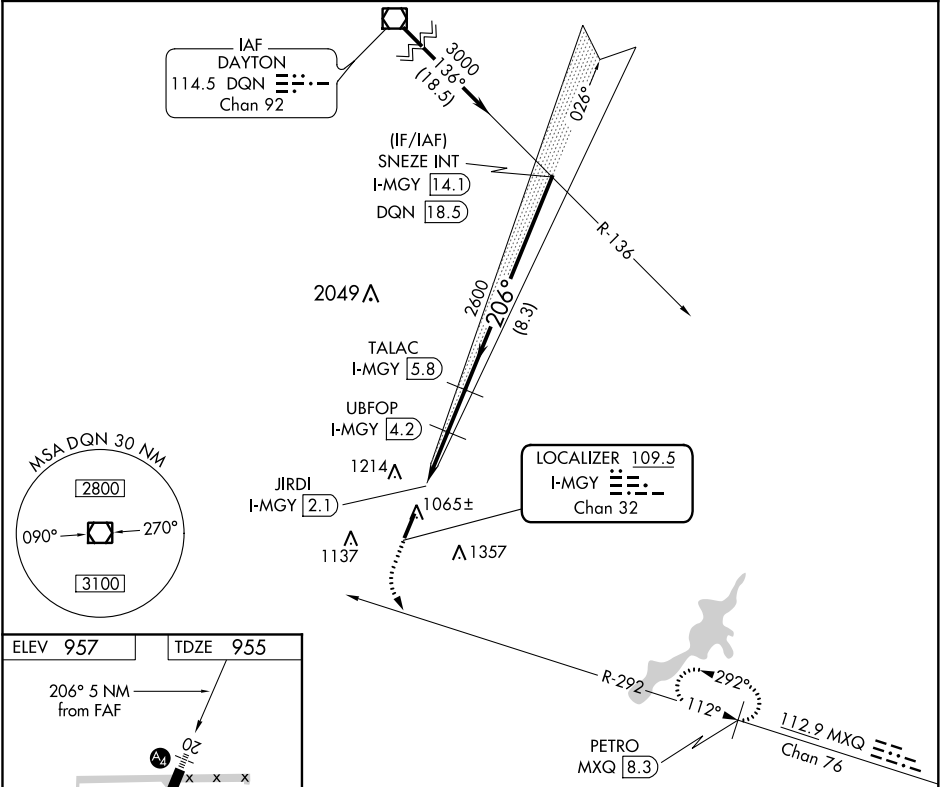 IAF
DAYTON
114.5 DQN
Chan 92
3000
136°
(18.5)
026°
(IF/IAF)
SNEZE INT
I-MGY 14.1
DQN 18.5
R-136
2049
2600
206°
(8.3)
TALAC
I-MGY 5.8
UBFOP
I-MGY 4.2
1214
JIRDI
I-MGY 2.1
1065±
1137
1357
LOCALIZER 109.5
I-MGY
Chan 32
MSA DQN 30 NM
2800
090°
270°
3100
R-292
292°
112°
PETRO
MXQ 8.3
112.9 MXQ
Chan 76
ELEV 957
TDZE 955
206° 5 NM
from FAF
20
A4
x x x